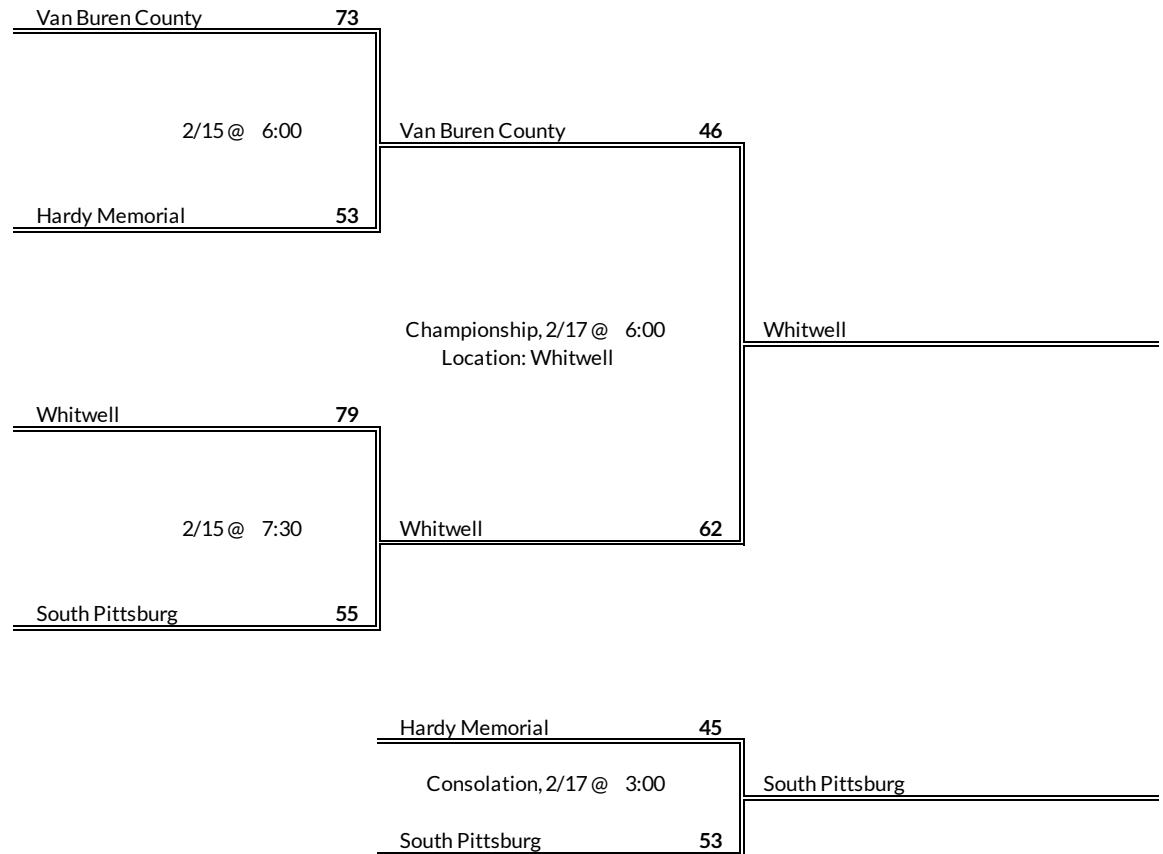 Van Buren County 73
2/15 @ 6:00
Van Buren County 46
Hardy Memorial 53
Championship, 2/17 @ 6:00
Location: Whitwell
Whitwell
Whitwell 79
2/15 @ 7:30
Whitwell 62
South Pittsburg 55
Hardy Memorial 45
Consolation, 2/17 @ 3:00
South Pittsburg
South Pittsburg 53